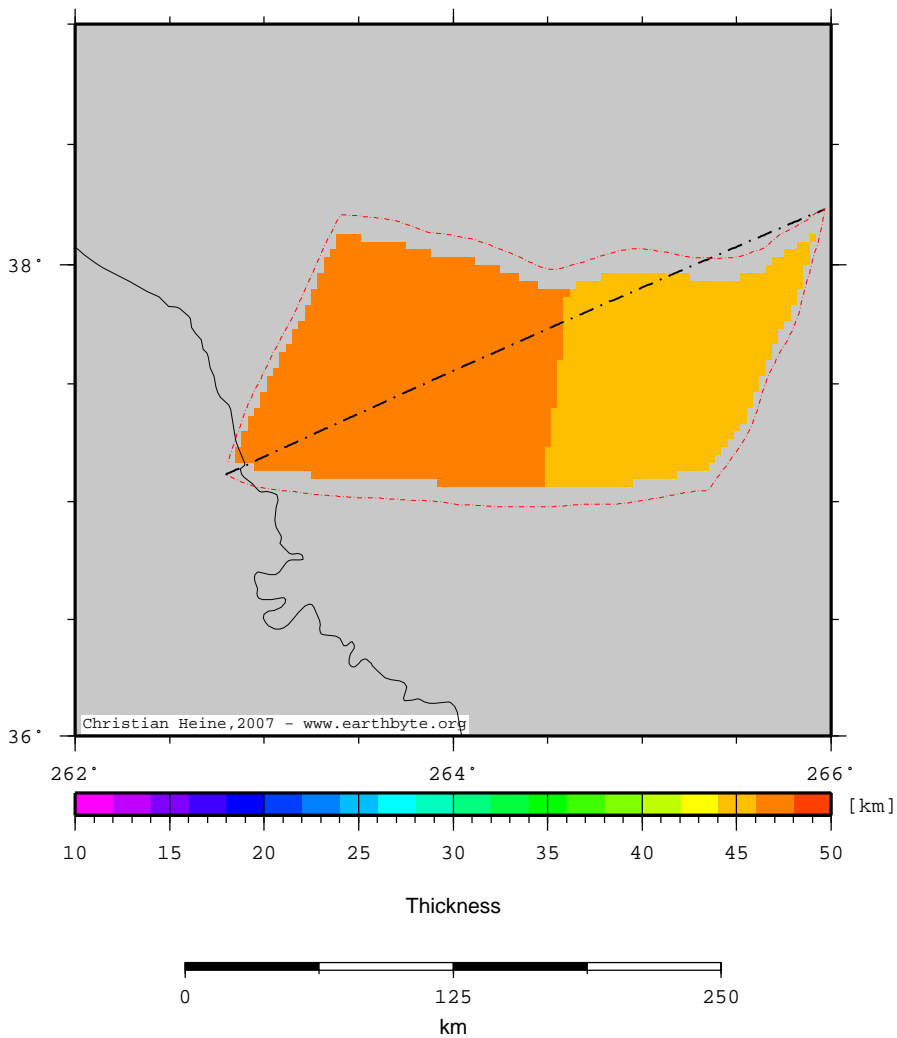 38°
36°
Christian Heine,2007 - www.earthbyte.org
262° 264° 266°
[km]
10 15 20 25 30 35 40 45 50
Thickness
0 125 250
km